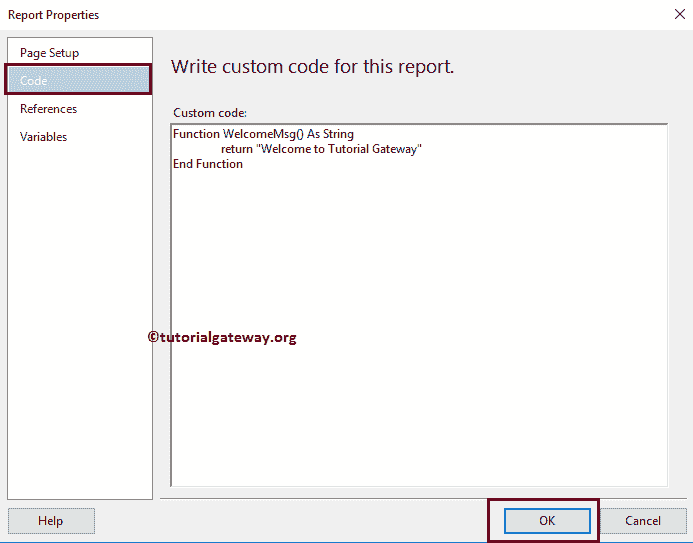 Report Properties
Page Setup
Code
References
Variables
Write custom code for this report.
Custom code:
Function WelcomeMsg() As String
return "Welcome to Tutorial Gateway"
End Function
©tutorialgateway.org
Help
OK
Cancel